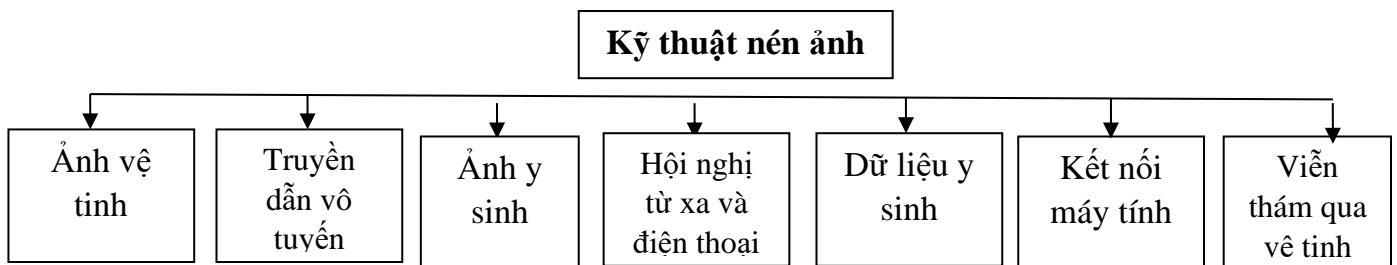 Kỹ thuật nén ảnh
Ảnh vệ
tinh
Truyền
dẫn vô
tuyến
Ảnh y
sinh
Hội nghị
từ xa và
điện thoại
Dữ liệu y
sinh
Kết nối
máy tính
Viễn
thám qua
vê tinh